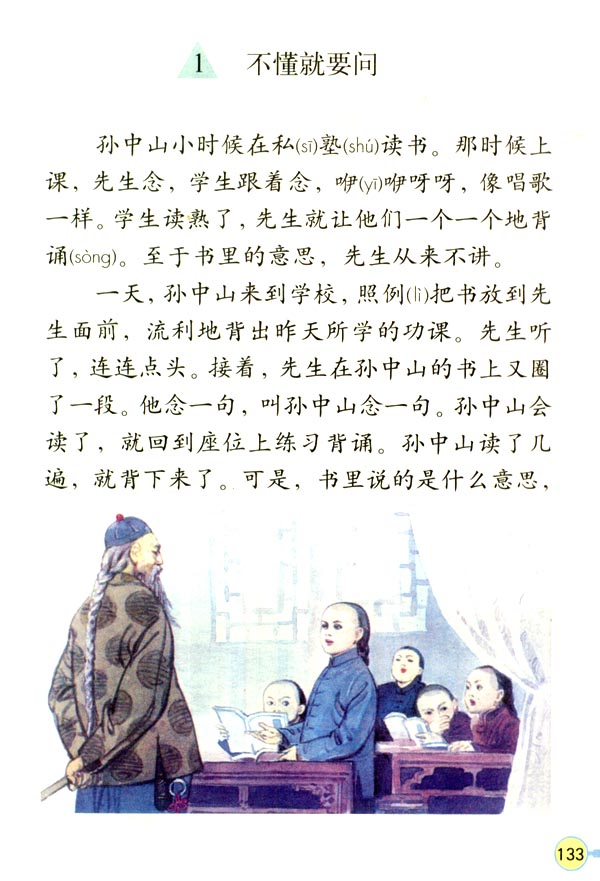 1 不懂就要问
孙中山小时候在私(sī)塾(shú)读书。那时候上
课，先生念，学生跟着念，咿(yī)咿呀呀，像唱歌
一样。学生读熟了，先生就让他们一个一个地背
诵(sòng)。至于书里的意思，先生从来不讲。
一天，孙中山来到学校，照例(lì)把书放到先
生面前，流利地背出昨天所学的功课。先生听
了，连连点头。接着，先生在孙中山的书上又圈
了一段。他念一句，叫孙中山念一句。孙中山会
读了，就回到座位上练习背诵。孙中山读了几
遍，就背下来了。可是，书里说的是什么意思，
133